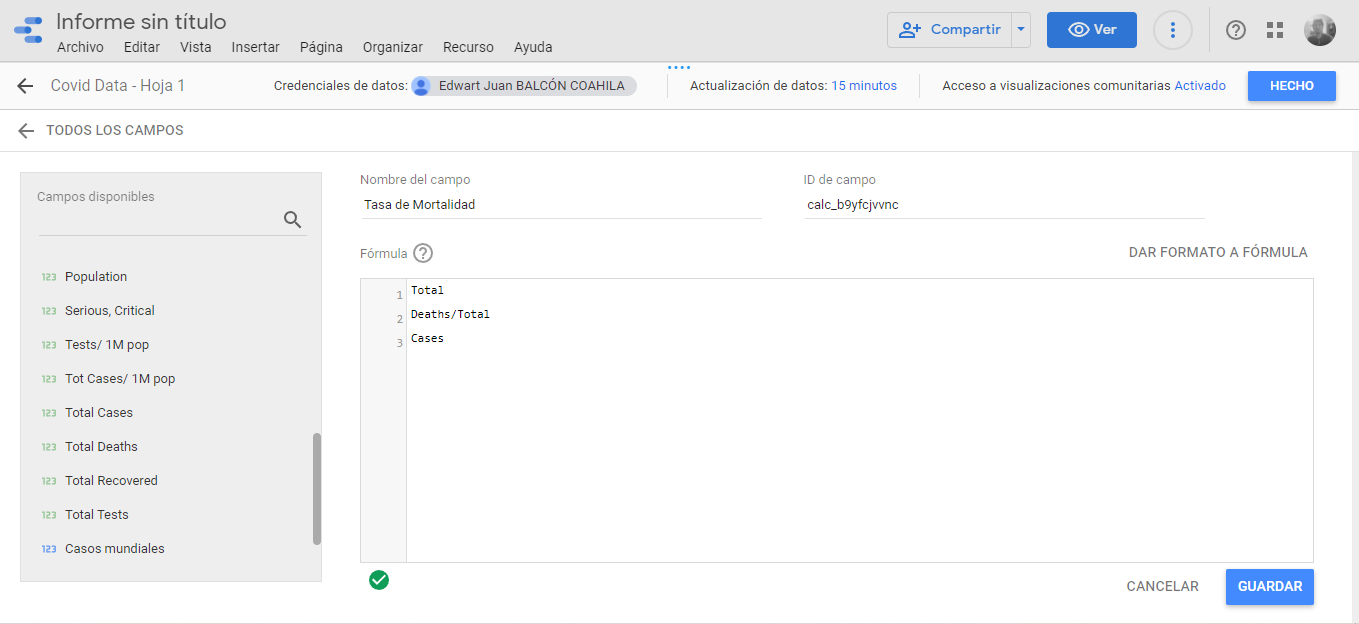 Informe sin título
Archivo Editar Vista Insertar Página Organizar Recurso Ayuda
Compartir
Ver
Covid Data - Hoja 1
Credenciales de datos: Edwart Juan BALCÓN COAHILA
Actualización de datos: 15 minutos
Acceso a visualizaciones comunitarias Activado
HECHO
TODOS LOS CAMPOS
Campos disponibles
123 Population
123 Serious, Critical
123 Tests/ 1M pop
123 Tot Cases/ 1M pop
123 Total Cases
123 Total Deaths
123 Total Recovered
123 Total Tests
123 Casos mundiales
Nombre del campo
Tasa de Mortalidad
ID de campo
calc_b9yfcjvvnc
Fórmula
DAR FORMATO A FÓRMULA
1 Total
2 Deaths/Total
3 Cases
CANCELAR
GUARDAR